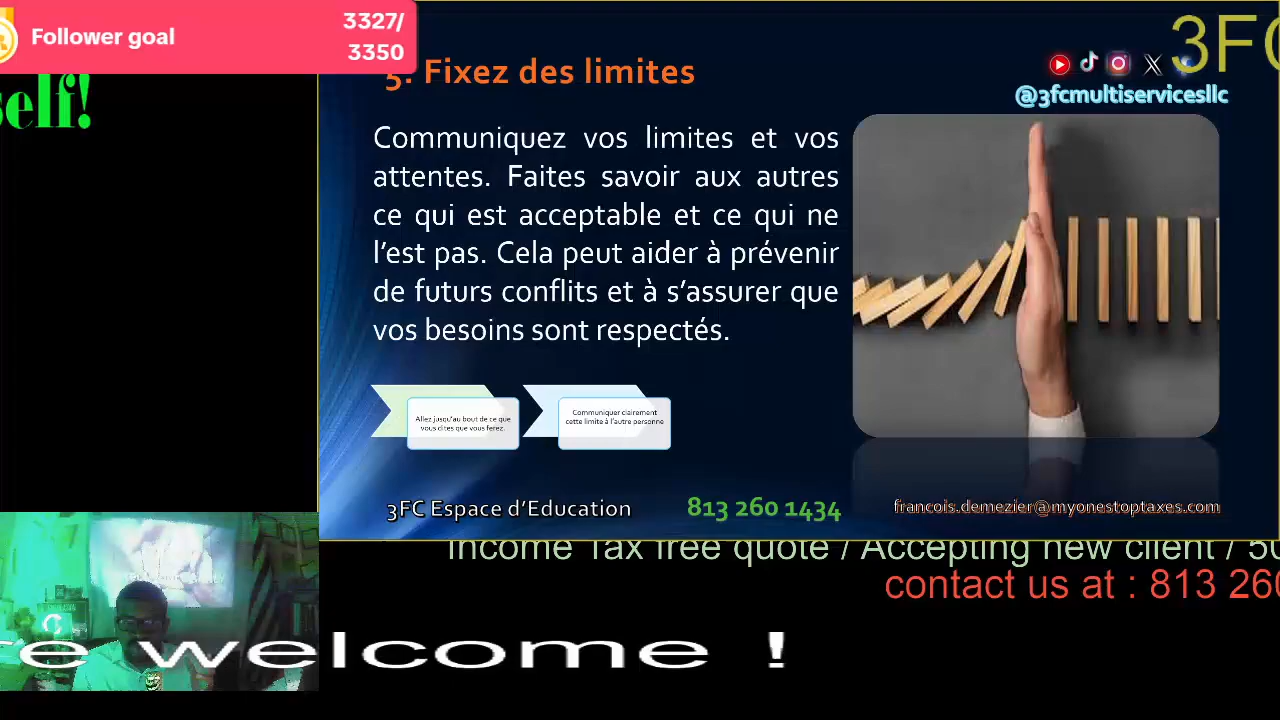 Follower goal
3327/
3350
3FC
elf!
5. Fixez des limites
@3fcmultiservicesllc
Communiquez vos limites et vos
attentes. Faites savoir aux autres
ce qui est acceptable et ce qui ne
l'est pas. Cela peut aider à prévenir
de futurs conflits et à s'assurer que
vos besoins sont respectés.
Allez jusqu'au bout de ce que
vous dites que vous ferez.
Communiquer clairement
cette limite à l'autre personne
3FC Espace d'Education
813 260 1434
francois.demezier@myonestoptaxes.com
Income Tax free quote / Accepting new client / 50
contact us at : 813 260
e welcome !